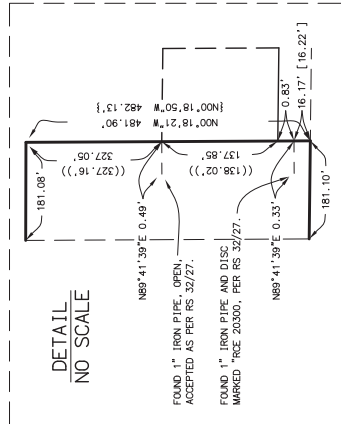 DETAIL
NO SCALE
181.08'
{N00°18'50"W 482.13'}
N00°18'21"W 481.90'
327.05'
((327.16'))
137.85'
((138.02'))
0.83'
16.17' [16.22']
181.10'
N89°41'39"E 0.49'
FOUND 1" IRON PIPE, OPEN,
ACCEPTED AS PER RS 32/27.
N89°41'39"E 0.33'
FOUND 1" IRON PIPE AND DISC
MARKED "RCE 20300, PER RS 32/27.